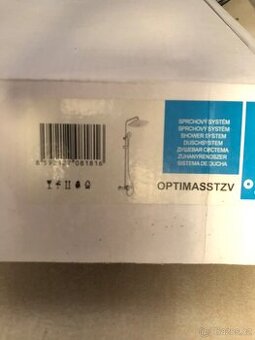 SPRCHOVÝ SYSTÉM
SPRCHOVÝ SYSTÉM
SHOWER SYSTEM
DUSCHSYSTEM
ДУШЕВАЯ СИСТЕМА
ZUHANYRENDSZER
SISTEMA DE DUCHA
OPTIMASSTZV